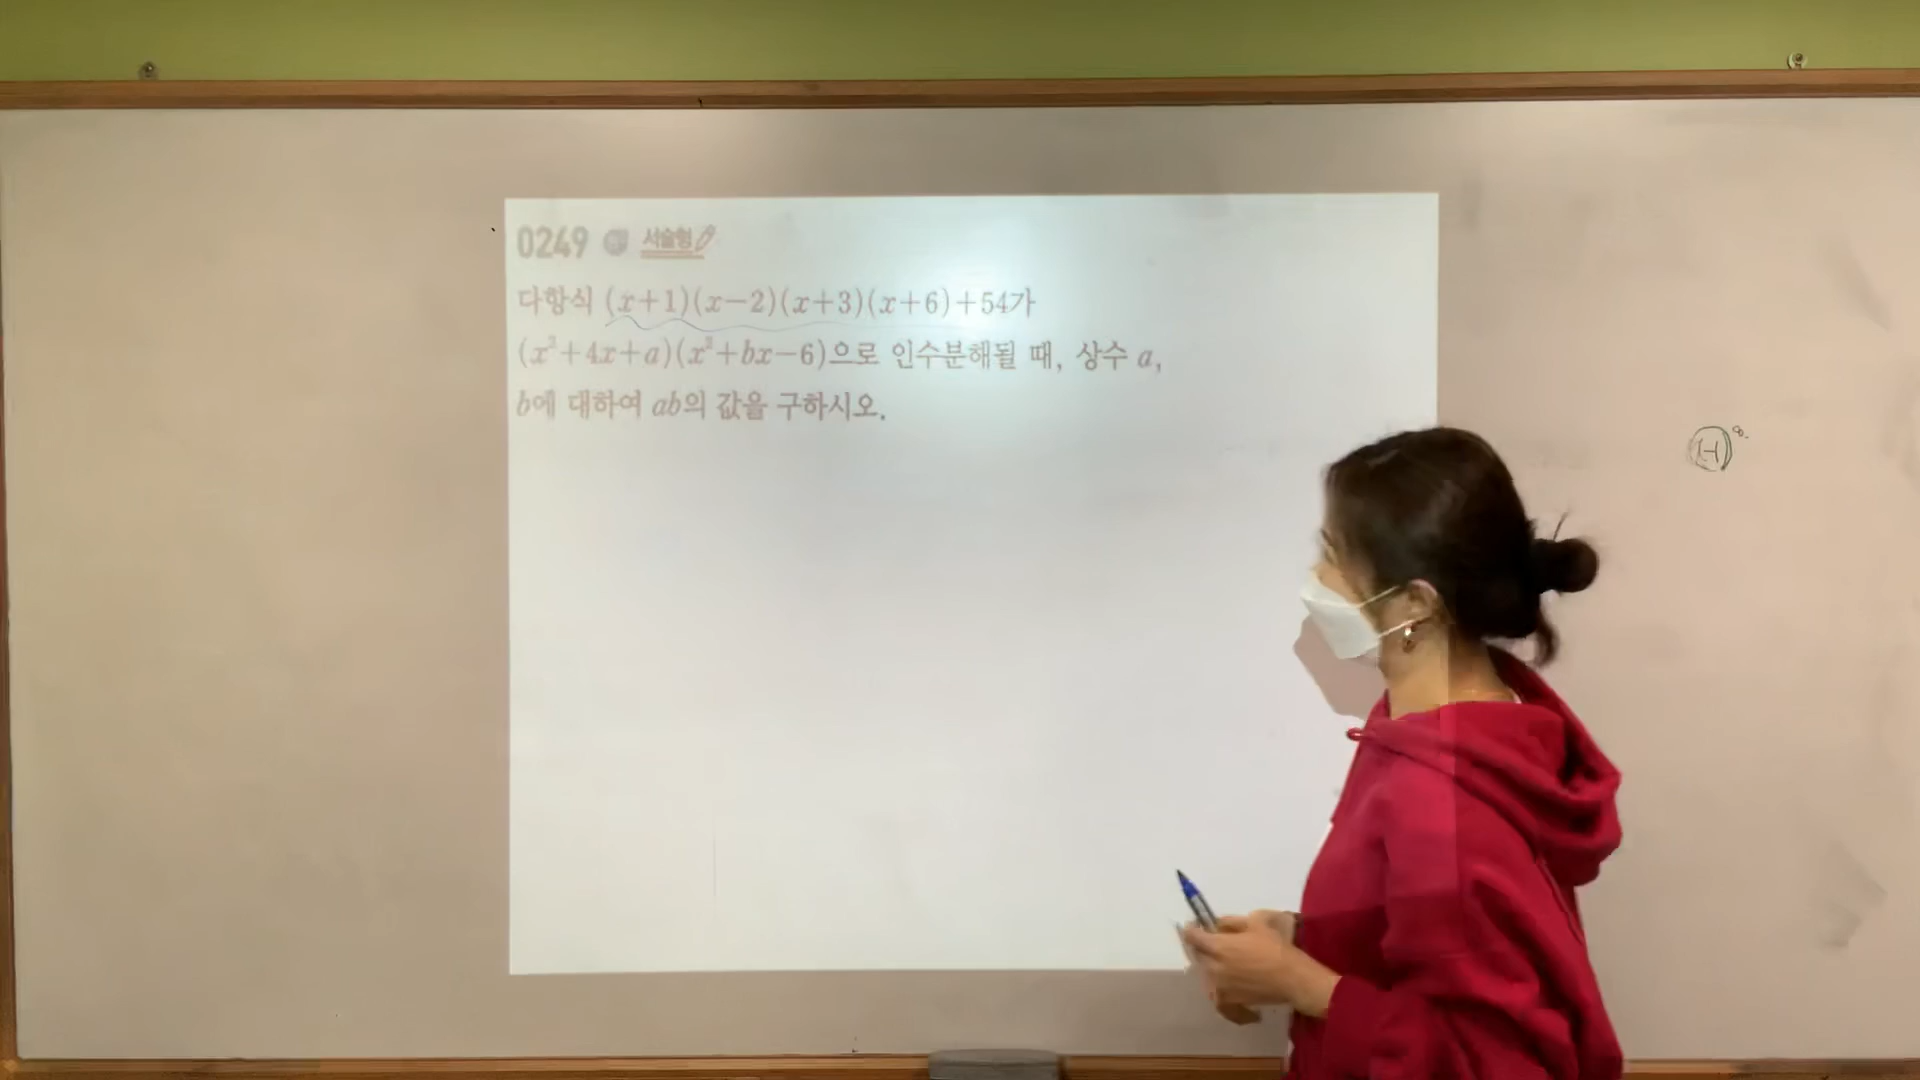 0249 서술형
다항식 (x+1)(x−2)(x+3)(x+6)+54가
(x²+4x+a)(x²+bx−6)으로 인수분해될 때, 상수 a,
b에 대하여 ab의 값을 구하시오.